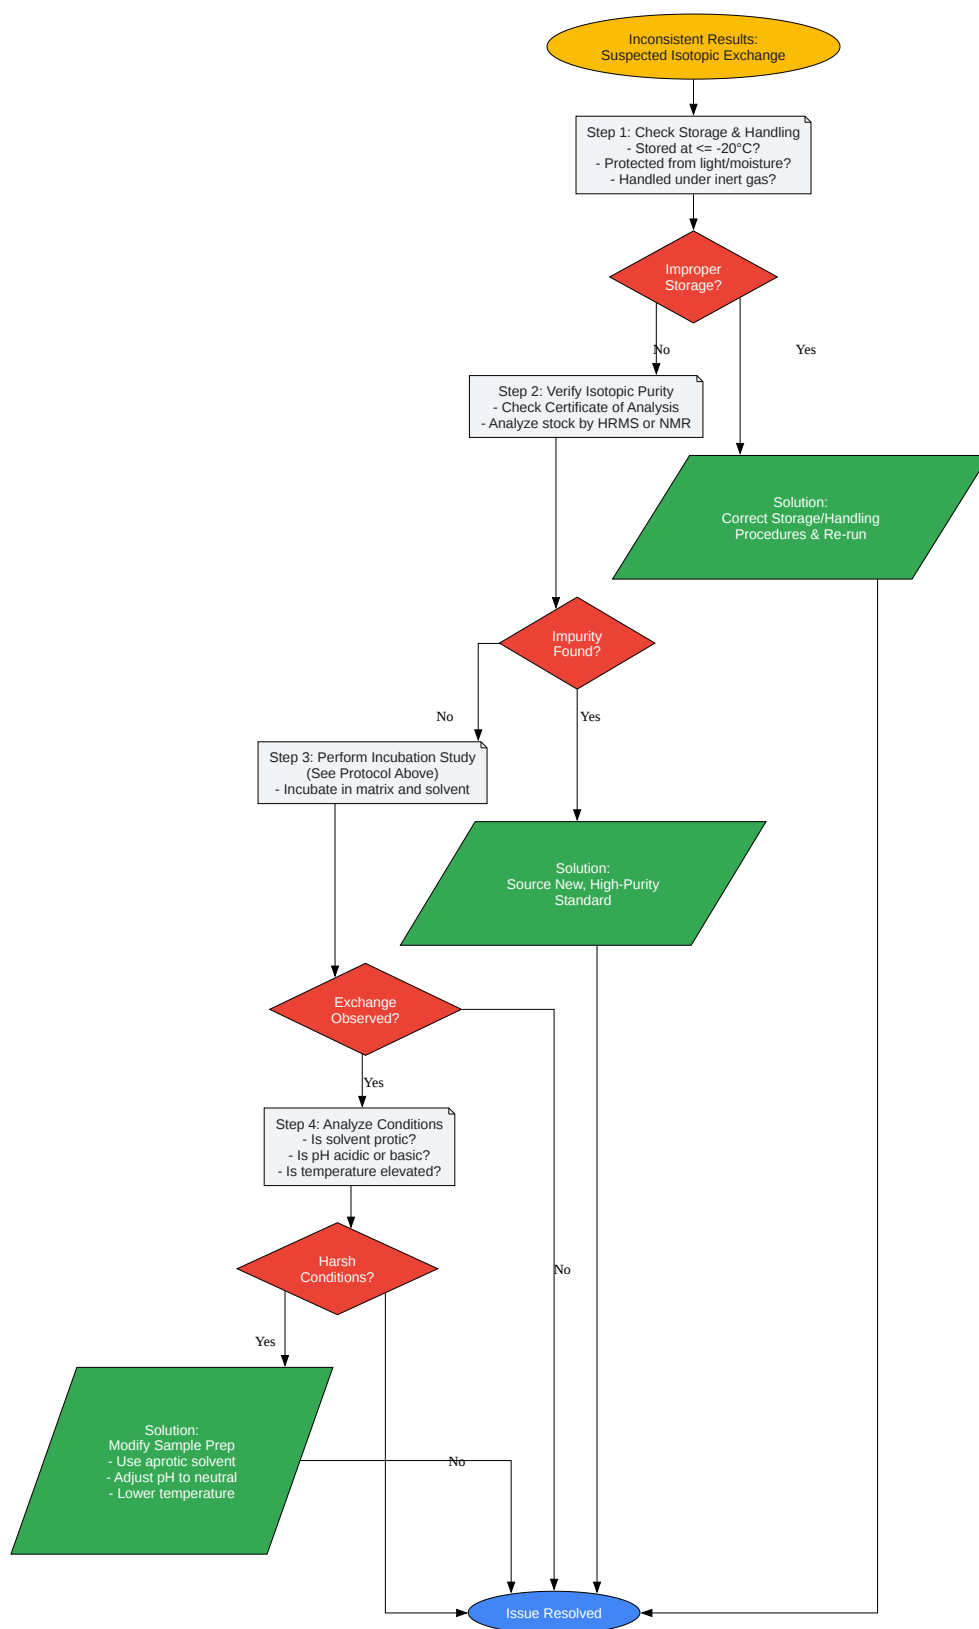 Inconsistent Results:
Suspected Isotopic Exchange
Step 1: Check Storage & Handling
- Stored at <= -20°C?
- Protected from light/moisture?
- Handled under inert gas?
Improper
Storage?
No
Yes
Step 2: Verify Isotopic Purity
- Check Certificate of Analysis
- Analyze stock by HRMS or NMR
Solution:
Correct Storage/Handling
Procedures & Re-run
Impurity
Found?
No
Yes
Step 3: Perform Incubation Study
(See Protocol Above)
- Incubate in matrix and solvent
Solution:
Source New, High-Purity
Standard
Exchange
Observed?
Yes
Step 4: Analyze Conditions
- Is solvent protic?
- Is pH acidic or basic?
- Is temperature elevated?
Harsh
Conditions?
No
Yes
Solution:
Modify Sample Prep
- Use aprotic solvent
- Adjust pH to neutral
- Lower temperature
No
Issue Resolved